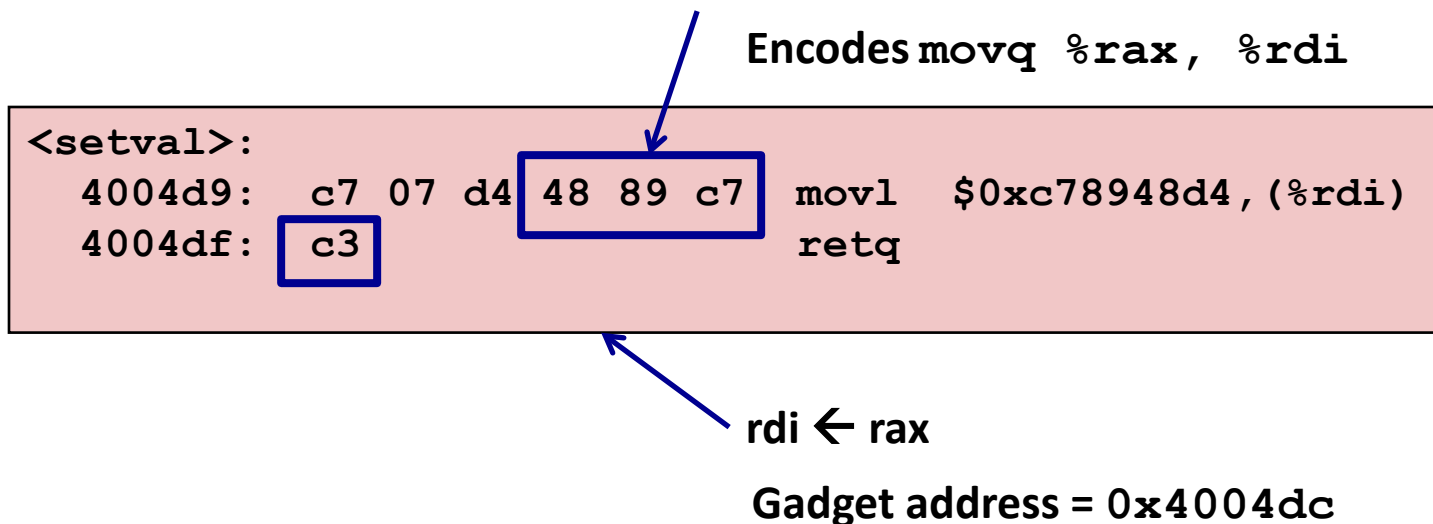 Encodes movq %rax, %rdi
<setval>:
4004d9: c7 07 d4 48 89 c7 movl $0xc78948d4,(%rdi)
4004df: c3 retq
rdi ← rax
Gadget address = 0x4004dc